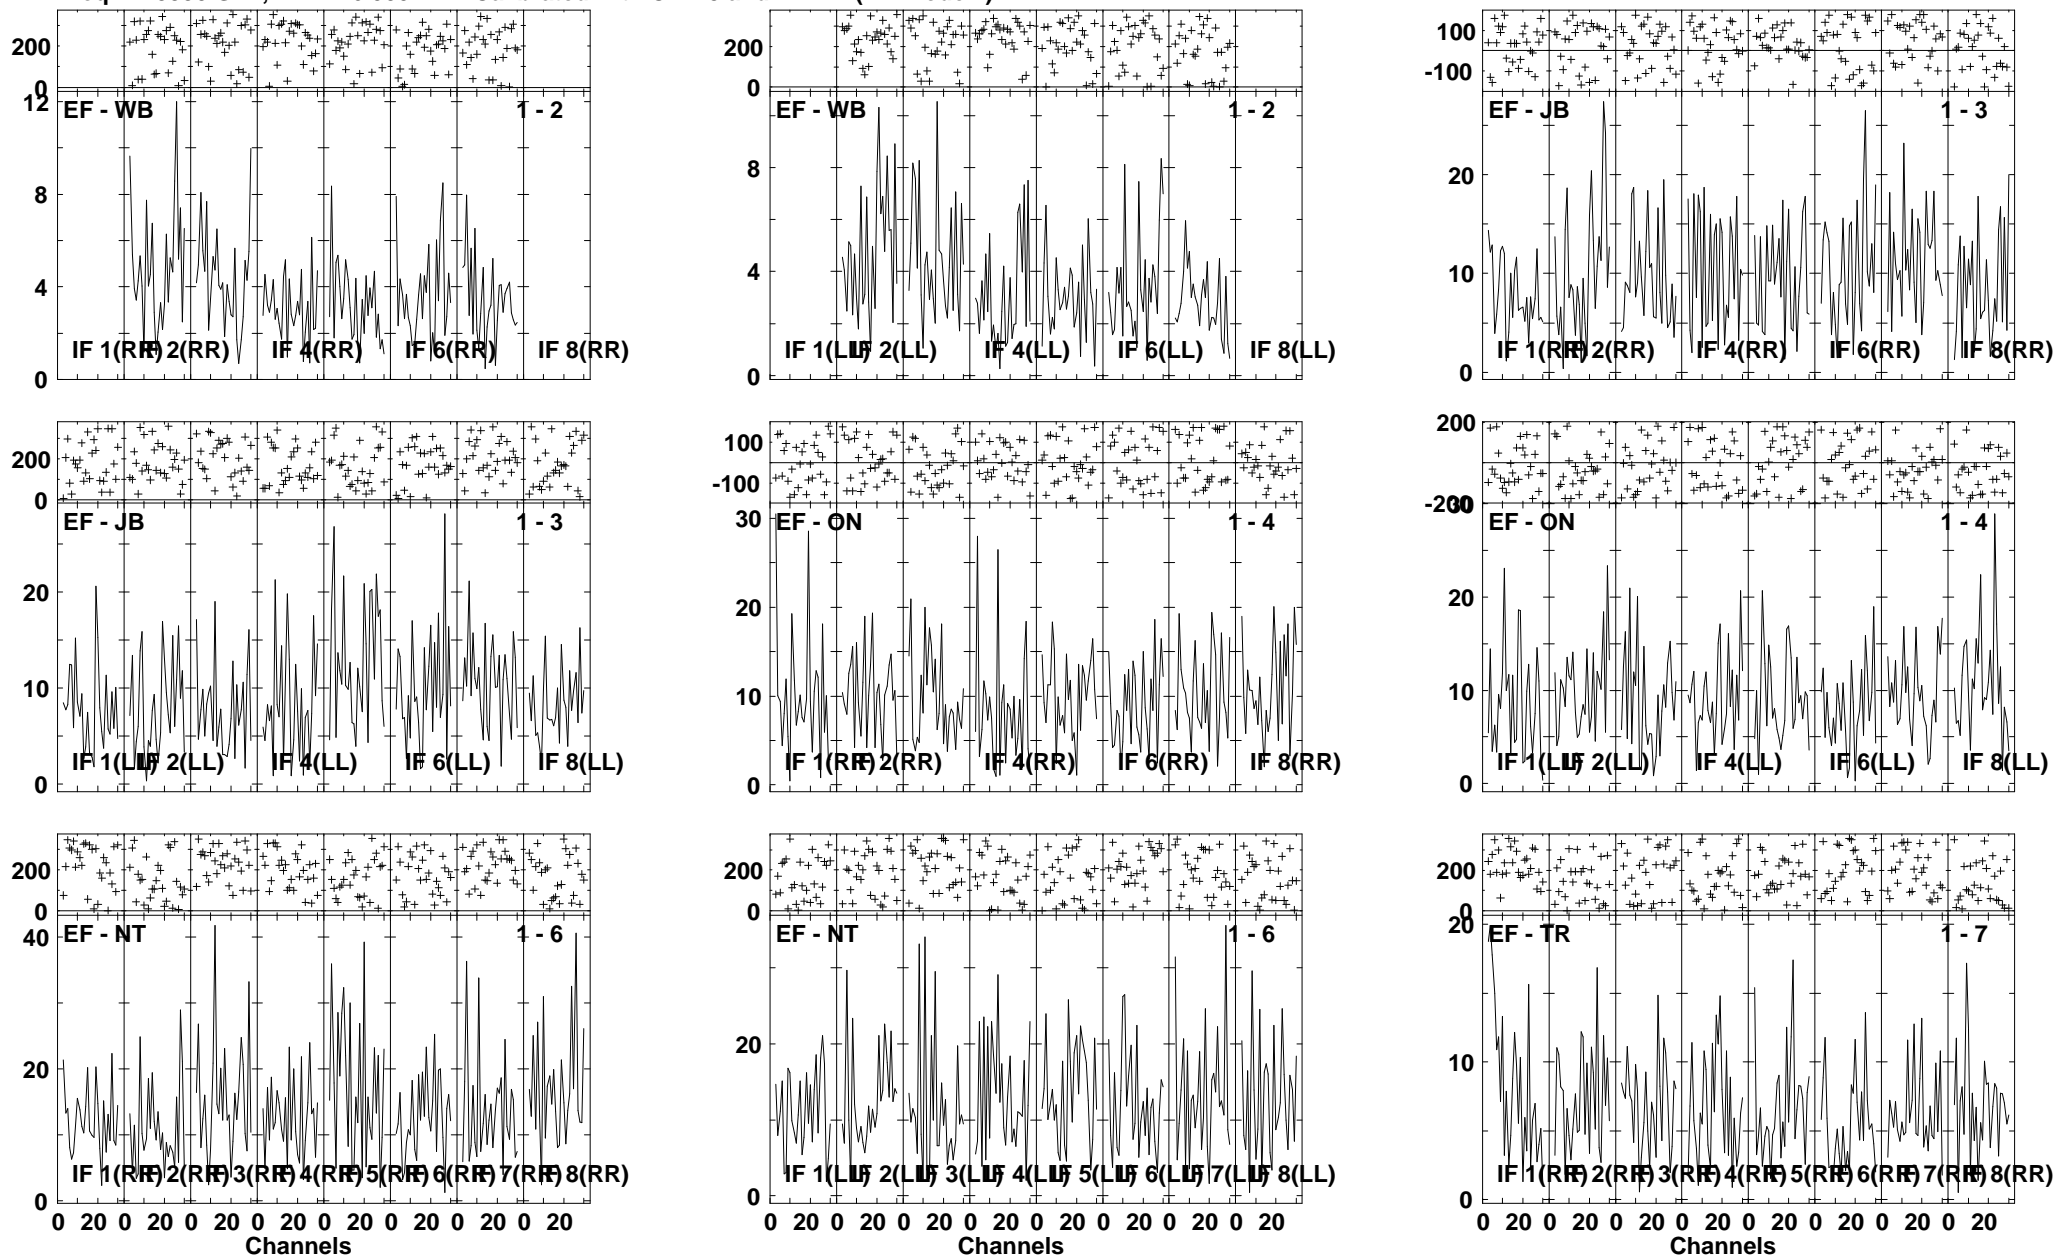 200
0
12
8
4
0
EF - WB
1 - 2
IF 1(RR)
IF 2(RR)
IF 4(RR)
IF 6(RR)
IF 8(RR)
200
0
8
4
0
EF - WB
1 - 2
IF 1(LL)
IF 2(LL)
IF 4(LL)
IF 6(LL)
IF 8(LL)
100
-100
20
10
0
EF - JB
1 - 3
IF 1(RR)
IF 2(RR)
IF 4(RR)
IF 6(RR)
IF 8(RR)
200
0
20
10
0
EF - JB
1 - 3
IF 1(LL)
IF 2(LL)
IF 4(LL)
IF 6(LL)
IF 8(LL)
100
-100
30
20
10
0
EF - ON
1 - 4
IF 1(RR)
IF 2(RR)
IF 4(RR)
IF 6(RR)
IF 8(RR)
200
-200
30
20
10
0
EF - ON
1 - 4
IF 1(LL)
IF 2(LL)
IF 4(LL)
IF 6(LL)
IF 8(LL)
200
0
40
20
0
EF - NT
1 - 6
IF 1(RR)
IF 2(RR)
IF 3(RR)
IF 4(RR)
IF 5(RR)
IF 6(RR)
IF 7(RR)
IF 8(RR)
0 20 0 20 0 20 0 20 0 20 0 20 0 20 0 20
Channels
200
0
20
0
EF - NT
1 - 6
IF 1(LL)
IF 2(LL)
IF 3(LL)
IF 4(LL)
IF 5(LL)
IF 6(LL)
IF 7(LL)
IF 8(LL)
0 20 0 20 0 20 0 20 0 20 0 20 0 20 0 20
Channels
200
0
20
10
0
EF - TR
1 - 7
IF 1(RR)
IF 2(RR)
IF 3(RR)
IF 4(RR)
IF 5(RR)
IF 6(RR)
IF 7(RR)
IF 8(RR)
0 20 0 20 0 20 0 20 0 20 0 20 0 20 0 20
Channels